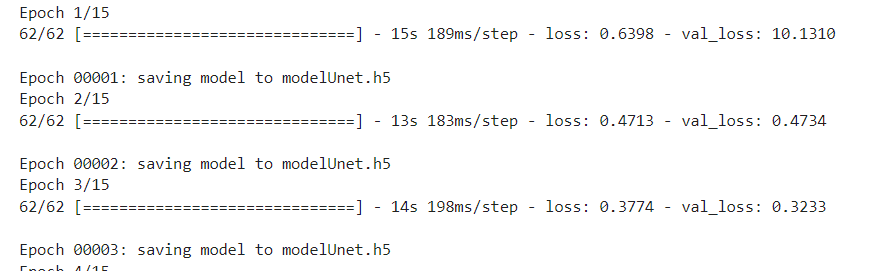 Epoch 1/15
62/62 [==============================] - 15s 189ms/step - loss: 0.6398 - val_loss: 10.1310
Epoch 00001: saving model to modelUnet.h5
Epoch 2/15
62/62 [==============================] - 13s 183ms/step - loss: 0.4713 - val_loss: 0.4734
Epoch 00002: saving model to modelUnet.h5
Epoch 3/15
62/62 [==============================] - 14s 198ms/step - loss: 0.3774 - val_loss: 0.3233
Epoch 00003: saving model to modelUnet.h5
Epoch 4/15